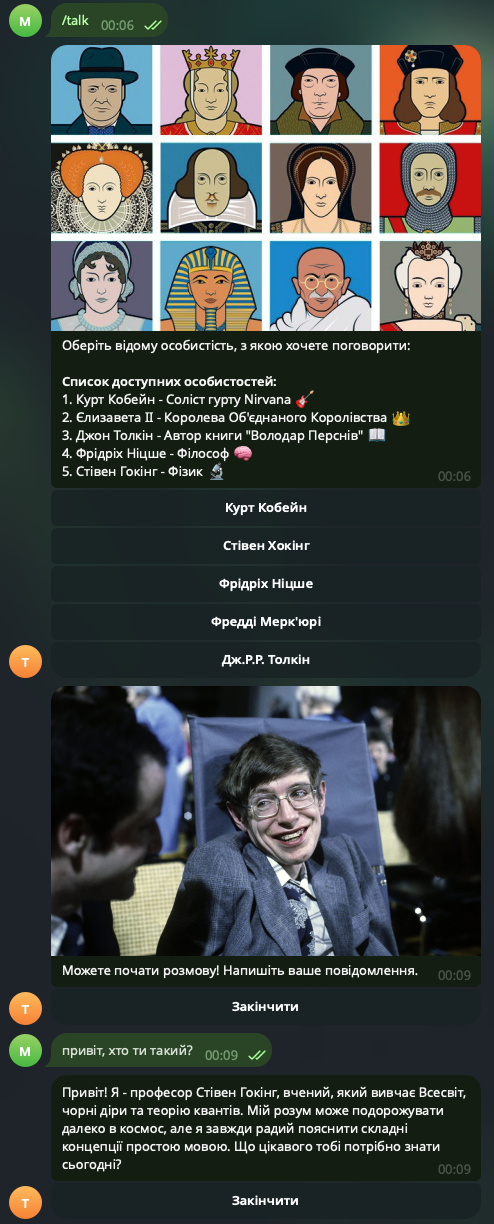 M
/talk 00:06
Оберіть відому особистість, з якою хочете поговорити:
Список доступних особистостей:
1. Курт Кобейн - Соліст гурту Nirvana 🎸
2. Єлизавета II - Королева Об'єднаного Королівства 👑
3. Джон Толкін - Автор книги "Володар Перснів" 📖
4. Фрідріх Ніцше - Філософ 🧠
5. Стівен Гокінг - Фізик 🔬
00:06
Курт Кобейн
Стівен Хокінг
Фрідріх Ніцше
Фредді Меркʼюрі
Дж.Р.Р. Толкін
T
Можете почати розмову! Напишіть ваше повідомлення. 00:09
Закінчити
T
M
привіт, хто ти такий? 00:09
Привіт! Я - професор Стівен Гокінг, вчений, який вивчає Всесвіт,
чорні діри та теорію квантів. Мій розум може подорожувати
далеко в космос, але я завжди радий пояснити складні
концепції простою мовою. Що цікавого тобі потрібно знати
сьогодні?
00:09
Закінчити
T